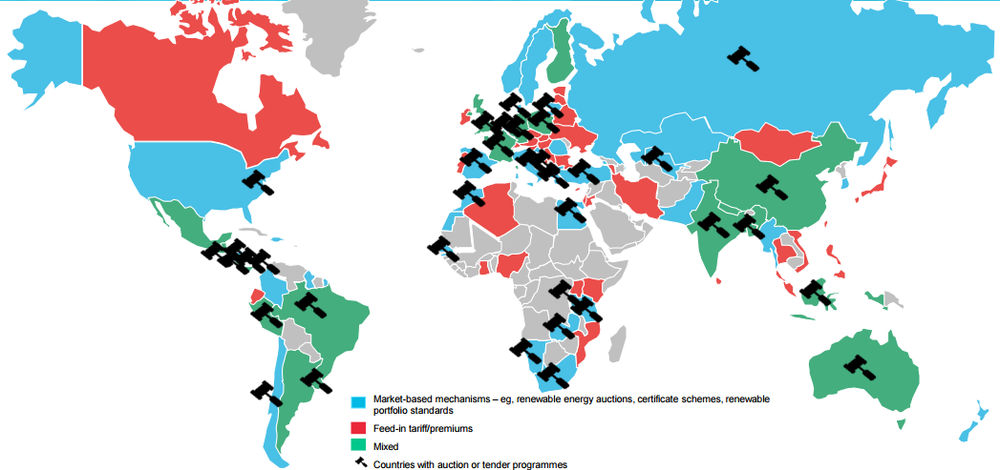 Market-based mechanisms – eg, renewable energy auctions, certificate schemes, renewable
portfolio standards
Feed-in tariff/premiums
Mixed
Countries with auction or tender programmes